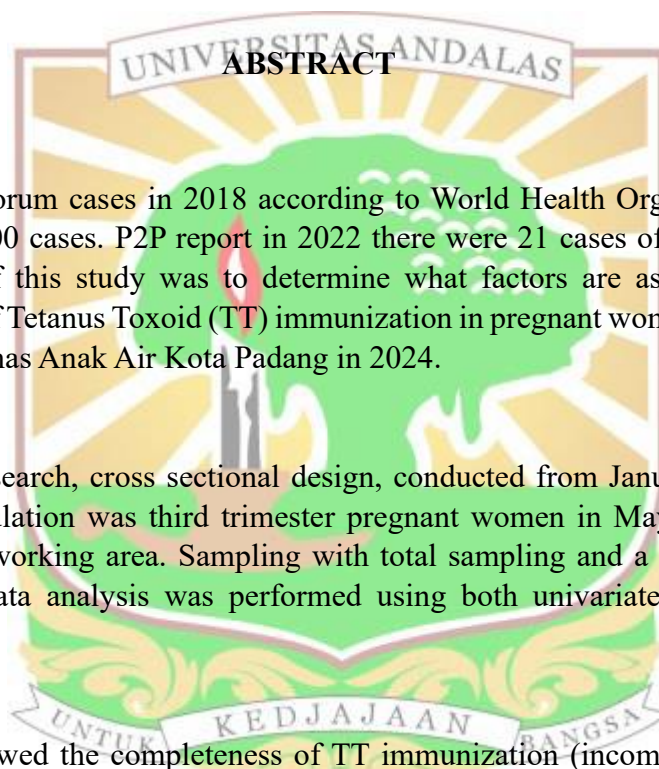 UNIVERSITAS ANDALAS
ABSTRACT
orum cases in 2018 according to World Health Org
00 cases. P2P report in 2022 there were 21 cases of
f this study was to determine what factors are as
f Tetanus Toxoid (TT) immunization in pregnant wom
nas Anak Air Kota Padang in 2024.
search, cross sectional design, conducted from Janu
ulation was third trimester pregnant women in May
working area. Sampling with total sampling and a
ata analysis was performed using both univariate
UNTUK KEDJAJAAN BANGSA
owed the completeness of TT immunization (incom